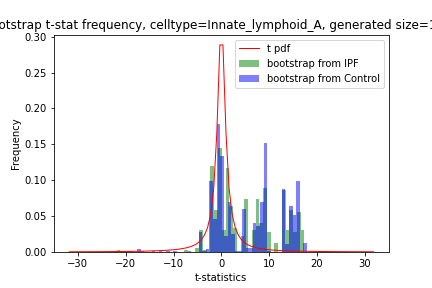 otstrap t-stat frequency, celltype=Innate_lymphoid_A, generated size=1
t pdf
bootstrap from IPF
bootstrap from Control
Frequency
0.30
0.25
0.20
0.15
0.10
0.05
0.00
−30 −20 −10 0 10 20 30
t-statistics